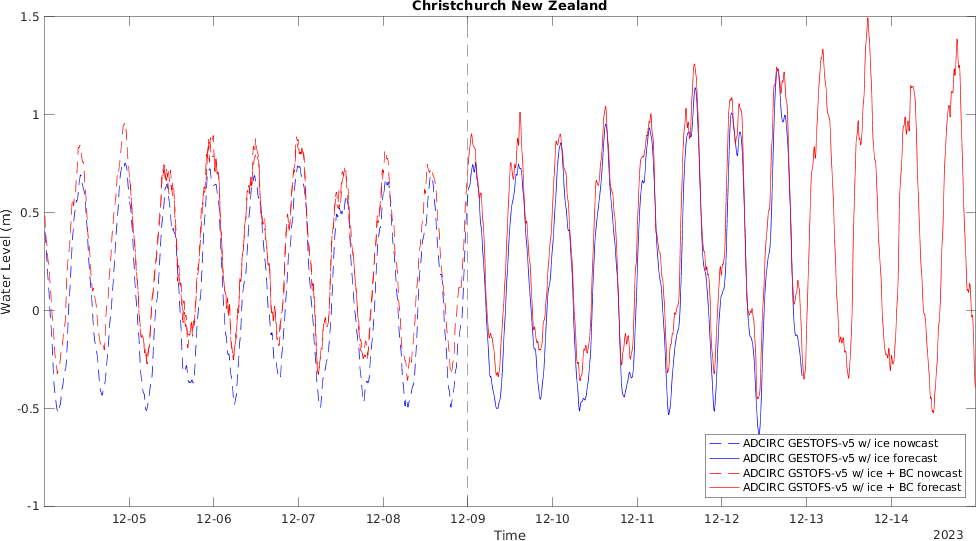 Christchurch New Zealand
1.5
1
0.5
0
-0.5
-1
Water Level (m)
12-05 12-06 12-07 12-08 12-09 12-10 12-11 12-12 12-13 12-14
Time
2023
ADCIRC GESTOFS-v5 w/ ice nowcast
ADCIRC GESTOFS-v5 w/ ice forecast
ADCIRC GSTOFS-v5 w/ ice + BC nowcast
ADCIRC GSTOFS-v5 w/ ice + BC forecast